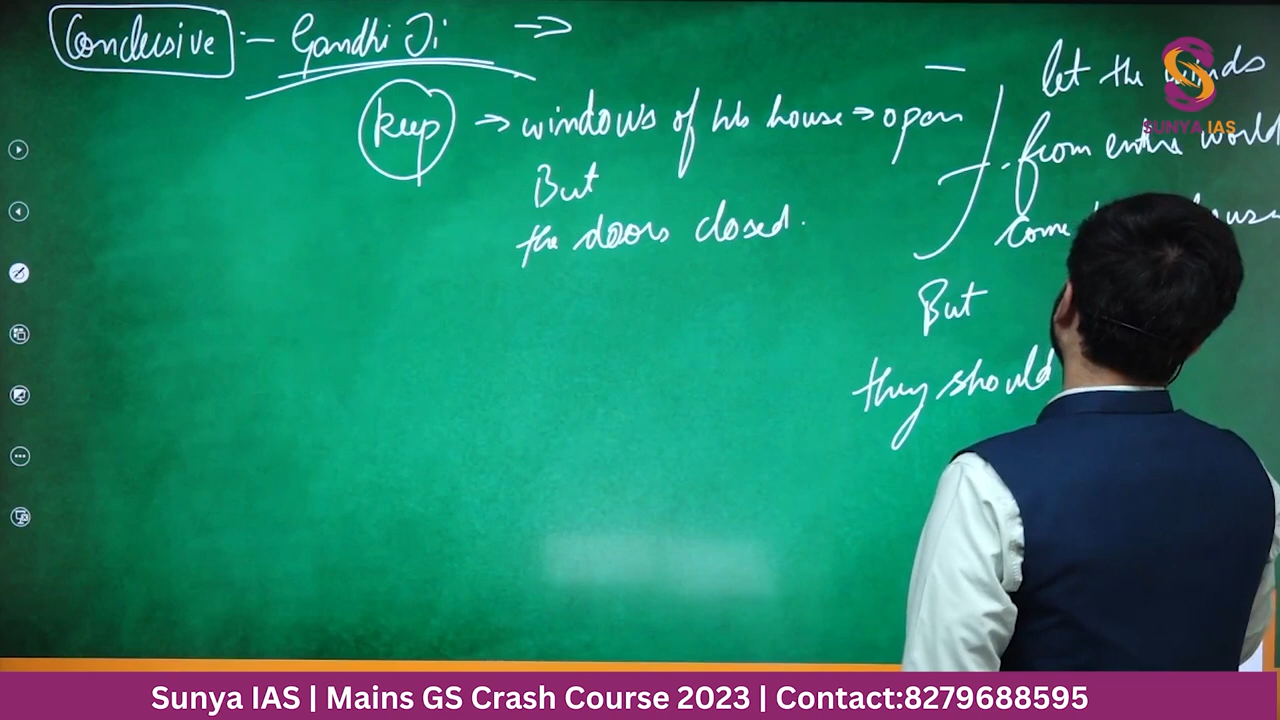 Conclusive :- Gandhi Ji →
keep → windows of his house → open
But
the doors closed.
— let the winds
from entire world
come house
But
they should
SUNYA IAS
Sunya IAS | Mains GS Crash Course 2023 | Contact:8279688595